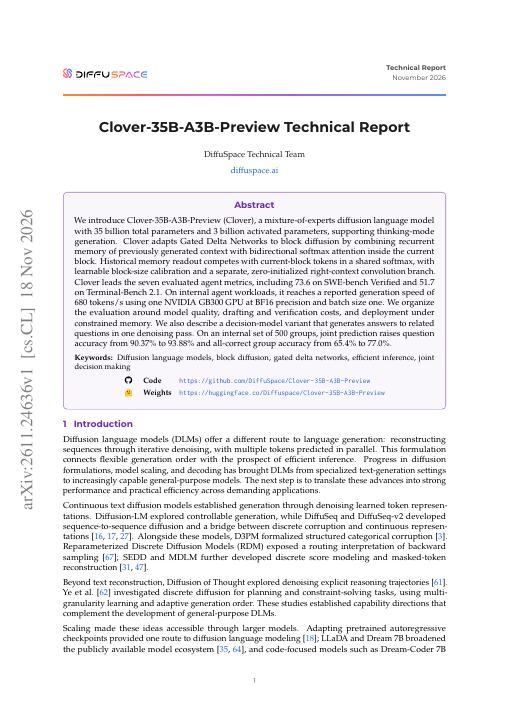 DIFFUSPACE
Technical Report
November 2026
Clover-35B-A3B-Preview Technical Report
DiffuSpace Technical Team
diffuspace.ai
Abstract
We introduce Clover-35B-A3B-Preview (Clover), a mixture-of-experts diffusion language model
with 35 billion total parameters and 3 billion activated parameters, supporting thinking-mode
generation. Clover adapts Gated Delta Networks to block diffusion by combining recurrent
memory of previously generated context with bidirectional softmax attention inside the current
block. Historical memory readout competes with current-block tokens in a shared softmax, with
learnable block-size calibration and a separate, zero-initialized right-context convolution branch.
Clover leads the seven evaluated agent metrics, including 73.6 on SWE-bench Verified and 51.7
on Terminal-Bench 2.1. On internal agent workloads, it reaches a reported generation speed of
680 tokens/s using one NVIDIA GB300 GPU at BF16 precision and batch size one. We organize
the evaluation around model quality, drafting and verification costs, and deployment under
constrained memory. We also describe a decision-model variant that generates answers to related
questions in one denoising pass. On an internal set of 500 groups, joint prediction raises question
accuracy from 90.37% to 93.88% and all-correct group accuracy from 65.4% to 77.0%.
Keywords: Diffusion language models, block diffusion, gated delta networks, efficient inference, joint
decision making
Code https://github.com/DiffuSpace/Clover-35B-A3B-Preview
Weights https://huggingface.co/Diffuspace/Clover-35B-A3B-Preview
1 Introduction
Diffusion language models (DLMs) offer a different route to language generation: reconstructing
sequences through iterative denoising, with multiple tokens predicted in parallel. This formulation
connects flexible generation order with the prospect of efficient inference. Progress in diffusion
formulations, model scaling, and decoding has brought DLMs from specialized text-generation settings
to increasingly capable general-purpose models. The next step is to translate these advances into strong
performance and practical efficiency across demanding applications.
Continuous text diffusion models established generation through denoising learned token represen-
tations. Diffusion-LM explored controllable generation, while DiffuSeq and DiffuSeq-v2 developed
sequence-to-sequence diffusion and a bridge between discrete corruption and continuous represen-
tations [16, 17, 27]. Alongside these models, D3PM formalized structured categorical corruption [3].
Reparameterized Discrete Diffusion Models (RDM) exposed a routing interpretation of backward
sampling [67]; SEDD and MDLM further developed discrete score modeling and masked-token
reconstruction [31, 47].
Beyond text reconstruction, Diffusion of Thought explored denoising explicit reasoning trajectories [61].
Ye et al. [62] investigated discrete diffusion for planning and constraint-solving tasks, using multi-
granularity learning and adaptive generation order. These studies established capability directions that
complement the development of general-purpose DLMs.
Scaling made these ideas accessible through larger models. Adapting pretrained autoregressive
checkpoints provided one route to diffusion language modeling [18]; LLaDA and Dream 7B broadened
the publicly available model ecosystem [35, 64], and code-focused models such as Dream-Coder 7B
1
arXiv:2611.24636v1 [cs.CL] 18 Nov 2026